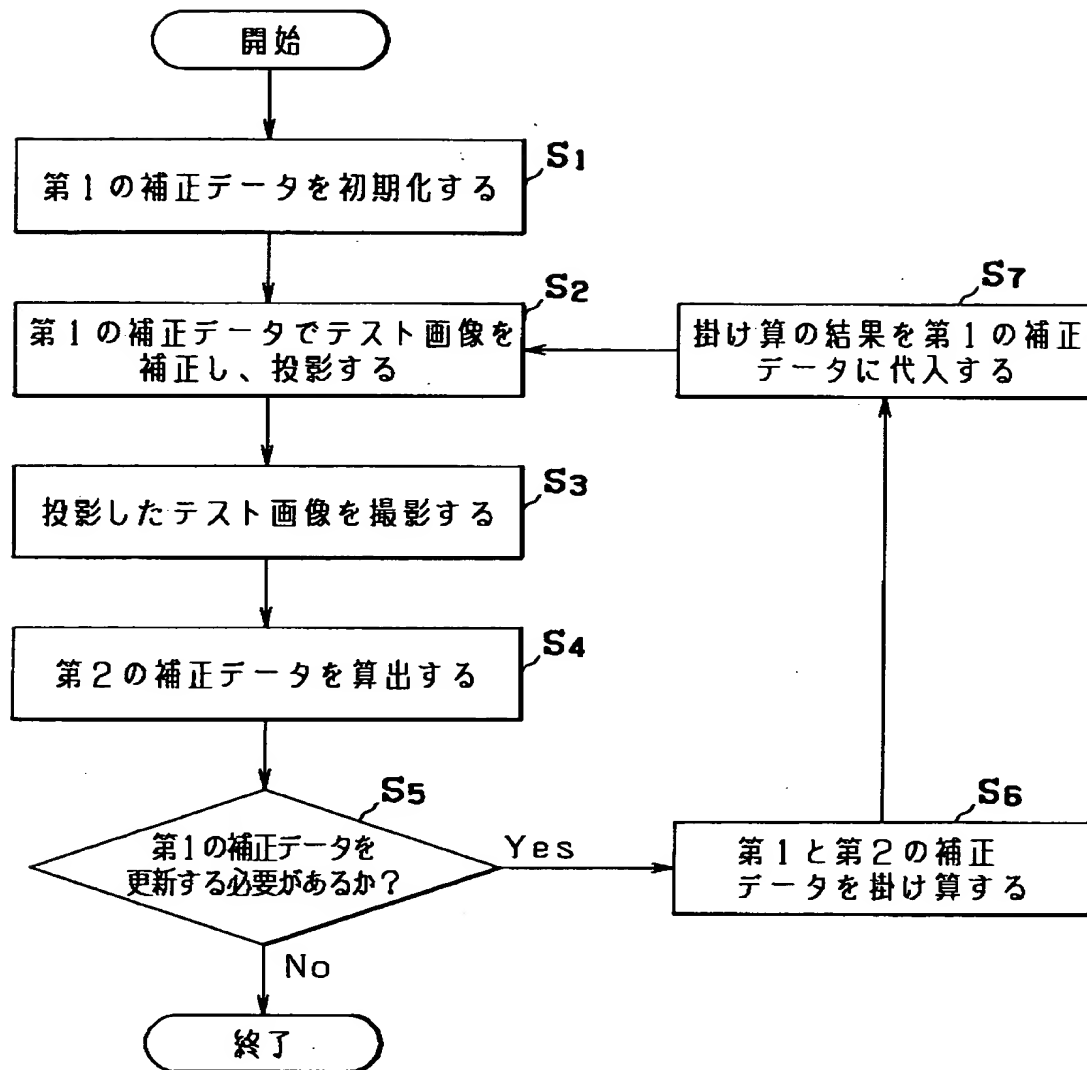 開始
S1
第1の補正データを初期化する
S2
第1の補正データでテスト画像を
補正し、投影する
S3
投影したテスト画像を撮影する
S4
第2の補正データを算出する
S5
第1の補正データを
更新する必要があるか?
Yes
No
S6
第1と第2の補正
データを掛け算する
S7
掛け算の結果を第1の補正
データに代入する
終了